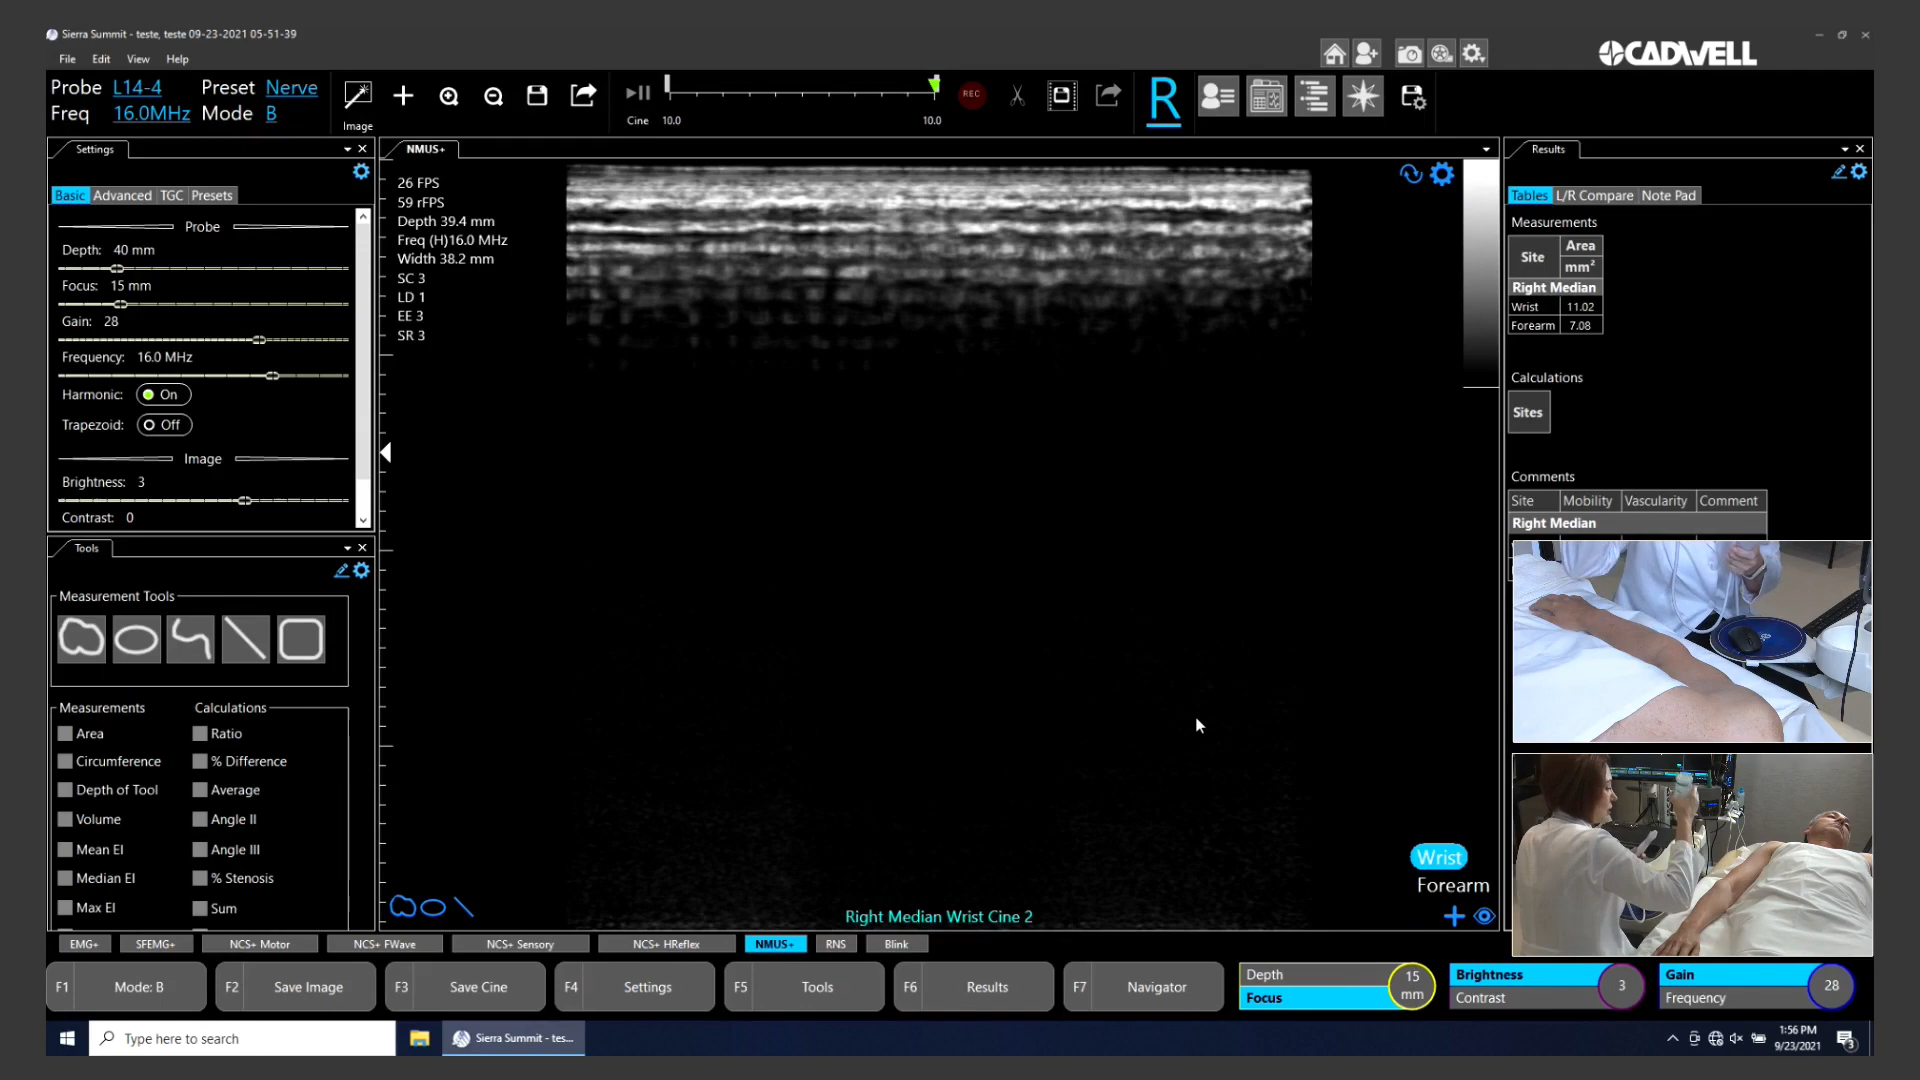 Sierra Summit - teste, teste 09-23-2021 05-51-39
File Edit View Help
CADWELL
Probe L14-4 Preset Nerve
Freq 16.0MHz Mode B
Image
Cine 10.0 10.0
REC
R
Settings
Basic Advanced TGC Presets
Probe
Depth: 40 mm
Focus: 15 mm
Gain: 28
Frequency: 16.0 MHz
Harmonic: On
Trapezoid: Off
Image
Brightness: 3
Contrast: 0
Tools
Measurement Tools
Measurements Calculations
Area Ratio
Circumference % Difference
Depth of Tool Average
Volume Angle II
Mean EI Angle III
Median EI % Stenosis
Max EI Sum
NMUS+
26 FPS
59 rFPS
Depth 39.4 mm
Freq (H)16.0 MHz
Width 38.2 mm
SC 3
LD 1
EE 3
SR 3
Wrist
Forearm
Right Median Wrist Cine 2
Results
Tables L/R Compare Note Pad
Measurements
Site Area mm²
Right Median
Wrist 11.02
Forearm 7.08
Calculations
Sites
Comments
Site Mobility Vascularity Comment
Right Median
EMG+ SFEMG+ NCS+ Motor NCS+ FWave NCS+ Sensory NCS+ HReflex NMUS+ RNS Blink
F1 Mode: B F2 Save Image F3 Save Cine F4 Settings F5 Tools F6 Results F7 Navigator
Depth
Focus
15 mm
Brightness
Contrast
3
Gain
Frequency
28
Type here to search
Sierra Summit - tes...
1:56 PM
9/23/2021
3